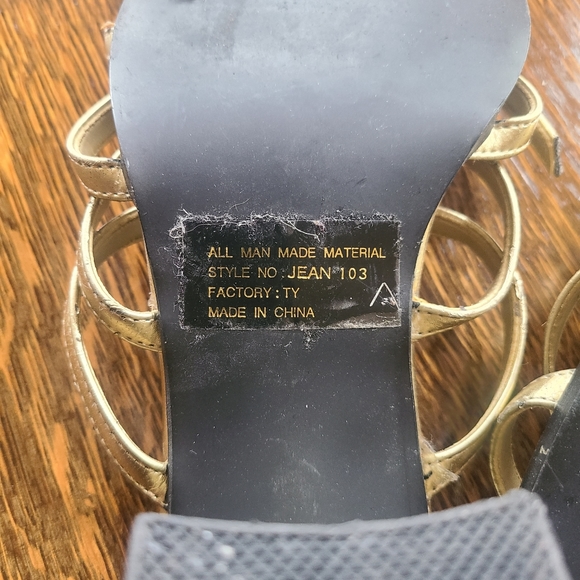 ALL MAN MADE MATERIAL
STYLE NO: JEAN 103
FACTORY: TY
MADE IN CHINA